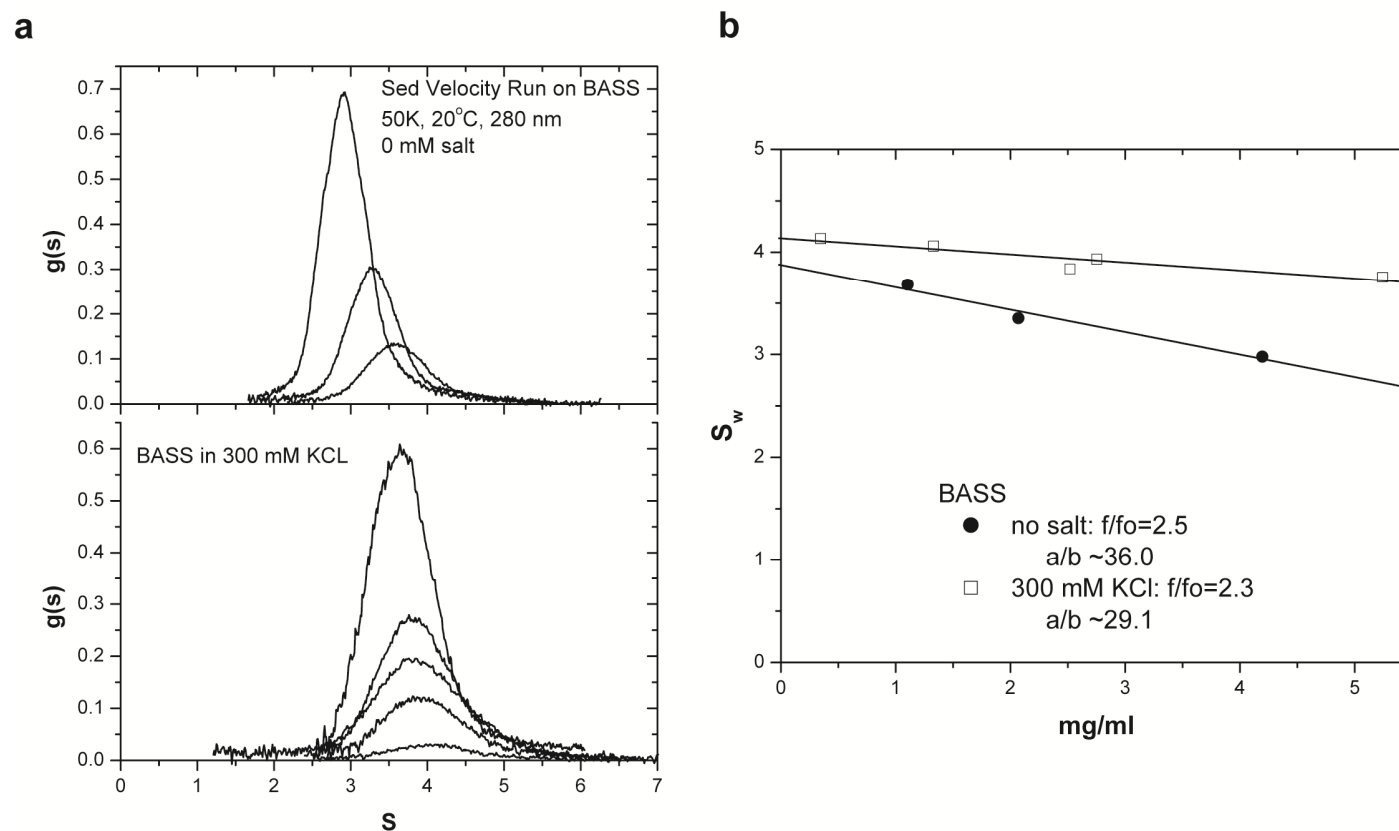 a
b
0.7
0.6
0.5
0.4
0.3
0.2
0.1
0.0
g(s)
Sed Velocity Run on BASS
50K, 20°C, 280 nm
0 mM salt
0.6
0.5
0.4
0.3
0.2
0.1
0.0
g(s)
BASS in 300 mM KCL
0 1 2 3 4 5 6 7
s
5
4
3
2
1
0
Sw
BASS
no salt: f/fo=2.5
a/b ~36.0
300 mM KCl: f/fo=2.3
a/b ~29.1
0 1 2 3 4 5
mg/ml